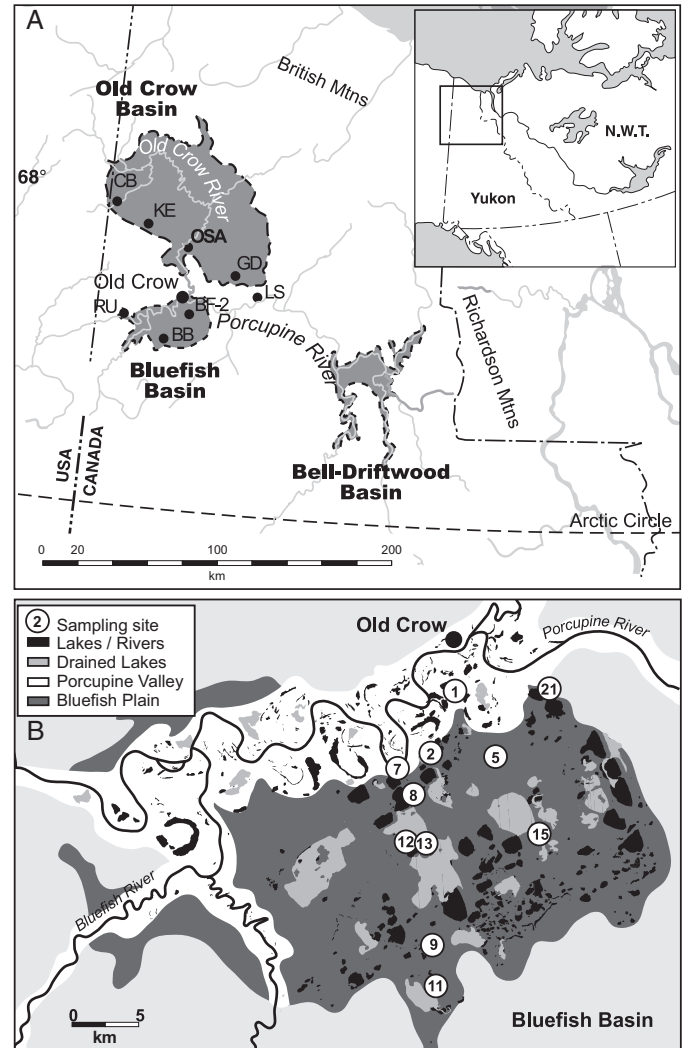 A
British Mtns
Old Crow
Basin
Old Crow River
68°
CB
KE
OSA
GD
Old Crow
LS
RU
BF-2
BB
Porcupine River
Bluefish
Basin
Richardson Mtns
Bell-Driftwood
Basin
USA
CANADA
Arctic Circle
0 20 100 200
km
N.W.T.
Yukon
2 Sampling site
Lakes / Rivers
Drained Lakes
Porcupine Valley
Bluefish Plain
B
Old Crow
Porcupine River
1
21
2
5
7
8
12
13
15
Bluefish River
9
11
0 5
km
Bluefish Basin